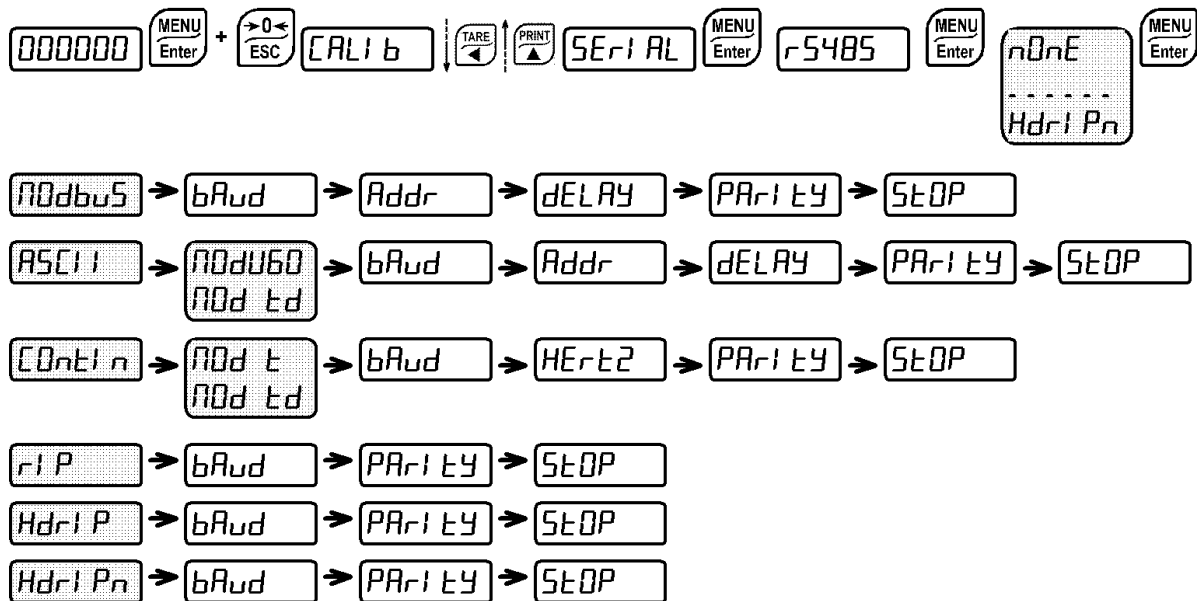 000000 MENU Enter + →0← ESC CALIb TARE PRINT SErIAL MENU Enter rS485 MENU Enter nOnE MENU Enter
------
HdrIPn
MOdbuS bAud Addr dELAY PArItY StOP
ASCII MOdU60 bAud Addr dELAY PArItY StOP
MOd td
COntIn MOd t bAud HErtZ PArItY StOP
MOd td
rIP bAud PArItY StOP
HdrIP bAud PArItY StOP
HdrIPn bAud PArItY StOP